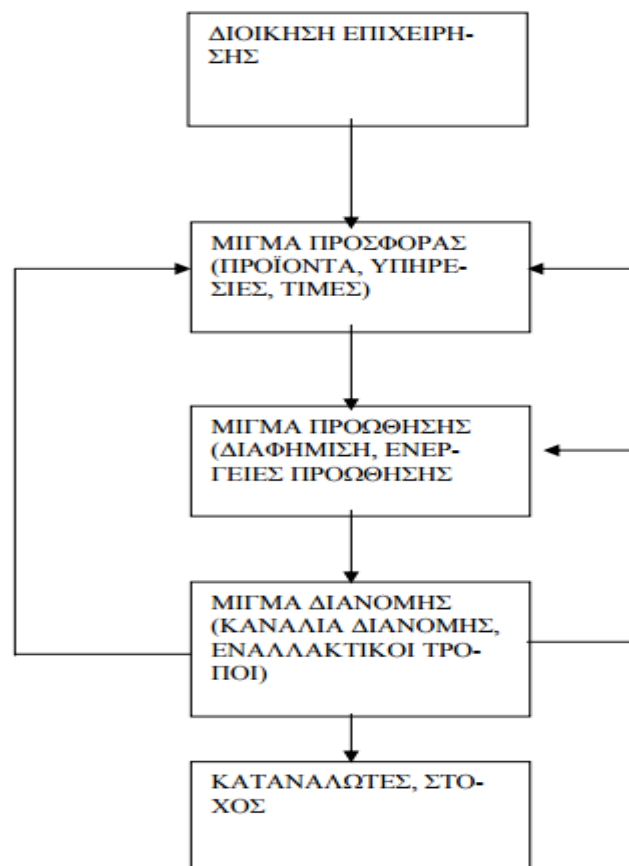 ΔΙΟΙΚΗΣΗ ΕΠΙΧΕΙΡΗ-
ΣΗΣ
ΜΙΓΜΑ ΠΡΟΣΦΟΡΑΣ
(ΠΡΟΪΟΝΤΑ, ΥΠΗΡΕ-
ΣΙΕΣ, ΤΙΜΕΣ)
ΜΙΓΜΑ ΠΡΟΩΘΗΣΗΣ
(ΔΙΑΦΗΜΙΣΗ, ΕΝΕΡ-
ΓΕΙΕΣ ΠΡΟΩΘΗΣΗΣ
ΜΙΓΜΑ ΔΙΑΝΟΜΗΣ
(ΚΑΝΑΛΙΑ ΔΙΑΝΟΜΗΣ,
ΕΝΑΛΛΑΚΤΙΚΟΙ ΤΡΟ-
ΠΟΙ)
ΚΑΤΑΝΑΛΩΤΕΣ, ΣΤΟ-
ΧΟΣ